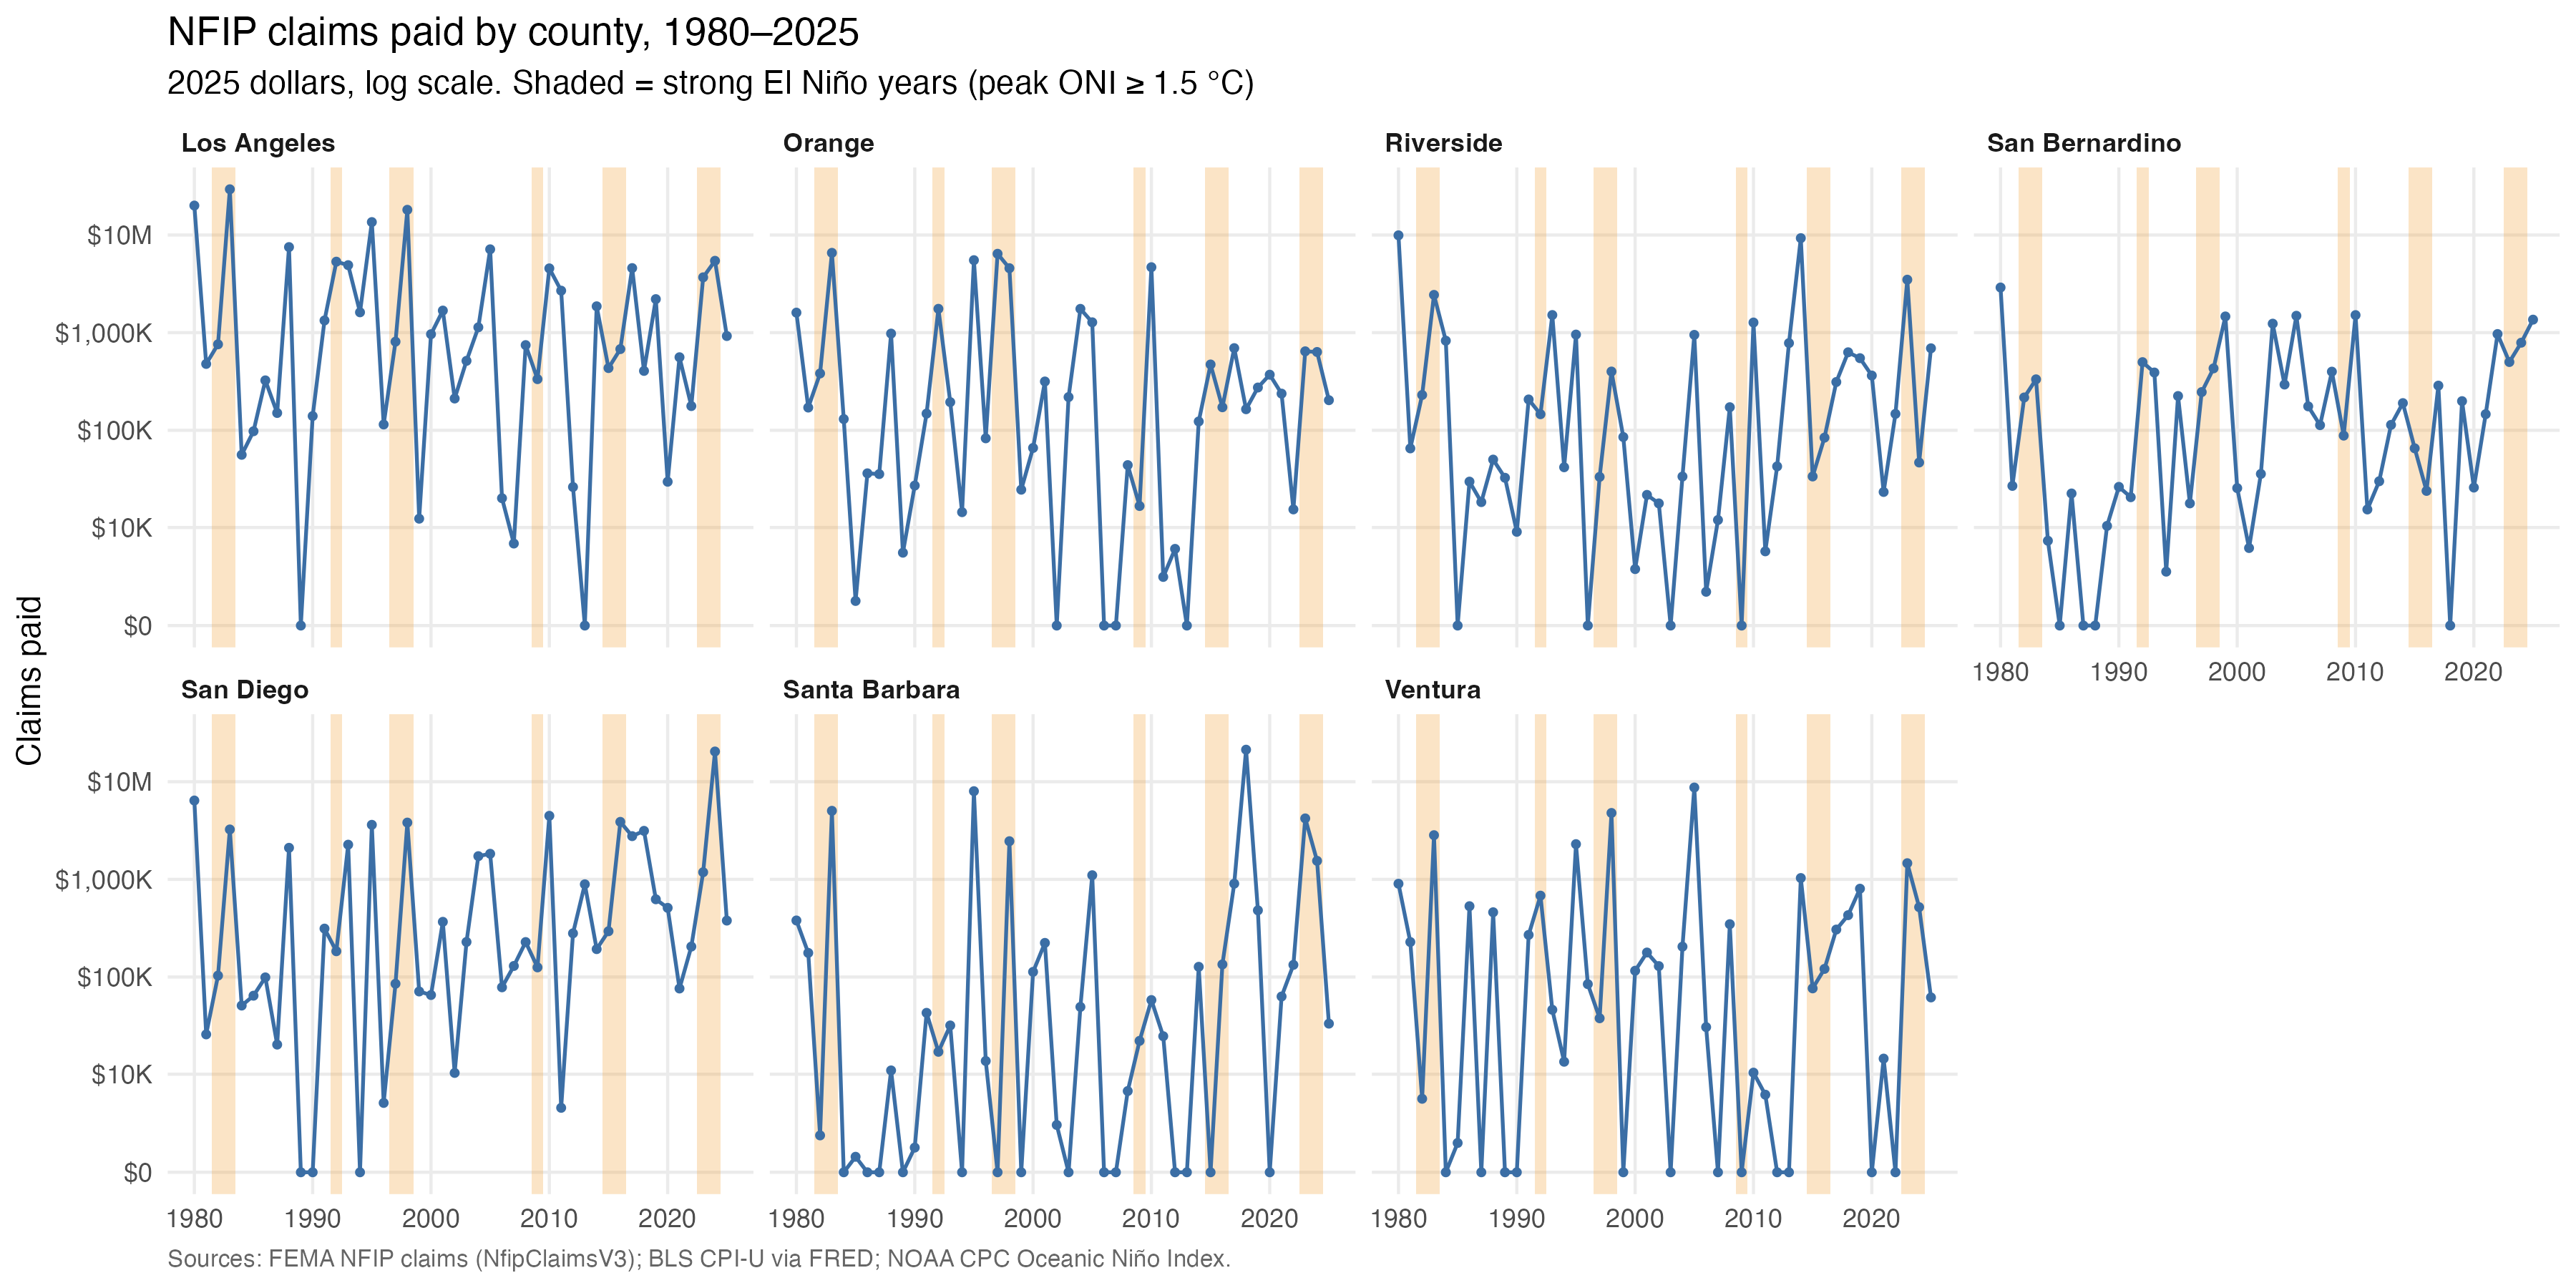 NFIP claims paid by county, 1980–2025
2025 dollars, log scale. Shaded = strong El Niño years (peak ONI ≥ 1.5 °C)
Los Angeles
Orange
Riverside
San Bernardino
$10M
$1,000K
$100K
$10K
$0
1980 1990 2000 2010 2020
Claims paid
San Diego
Santa Barbara
Ventura
$10M
$1,000K
$100K
$10K
$0
1980 1990 2000 2010 2020
1980 1990 2000 2010 2020
1980 1990 2000 2010 2020
Sources: FEMA NFIP claims (NfipClaimsV3); BLS CPI-U via FRED; NOAA CPC Oceanic Niño Index.